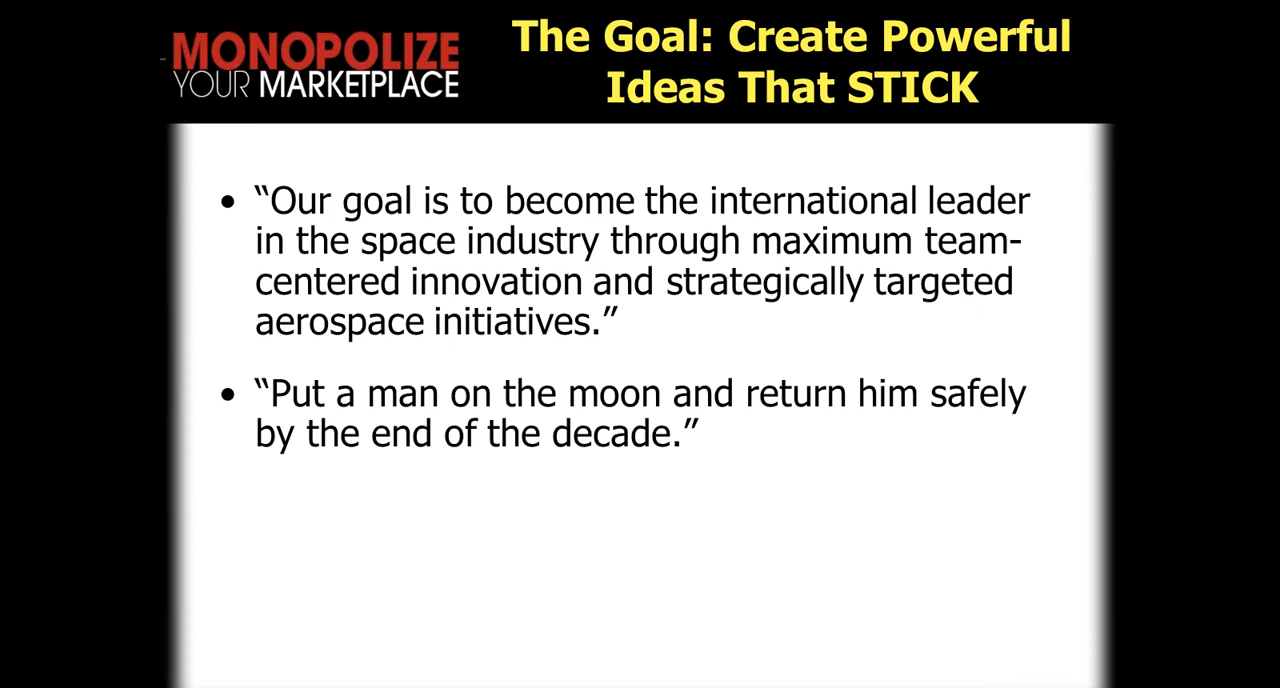 MONOPOLIZE
YOUR MARKETPLACE
The Goal: Create Powerful
Ideas That STICK
• “Our goal is to become the international leader
in the space industry through maximum team-
centered innovation and strategically targeted
aerospace initiatives.”
• “Put a man on the moon and return him safely
by the end of the decade.”